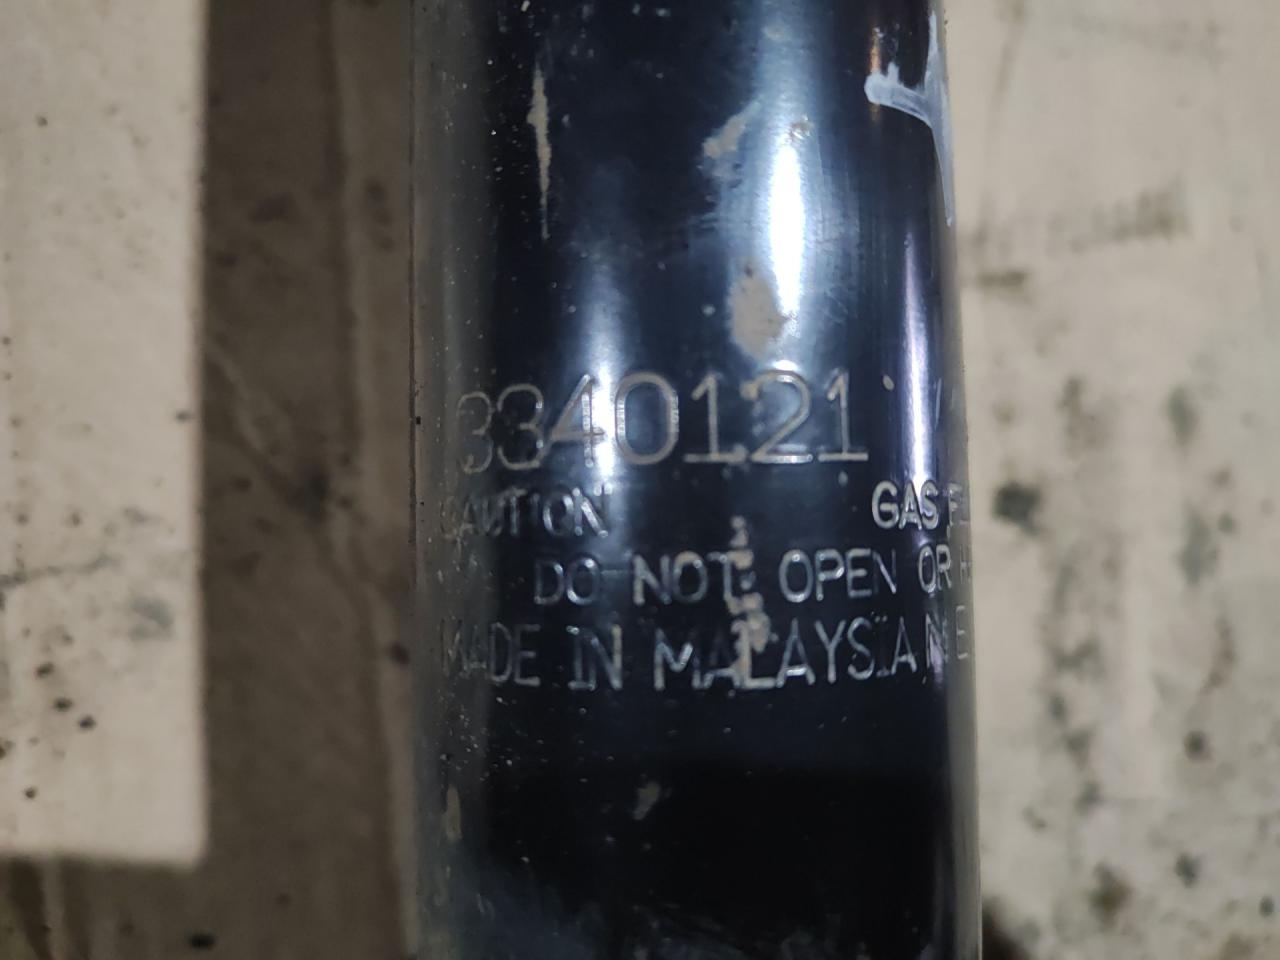 3340121
CAUTION GAS
DO NOT OPEN OR
MADE IN MALAYSIA